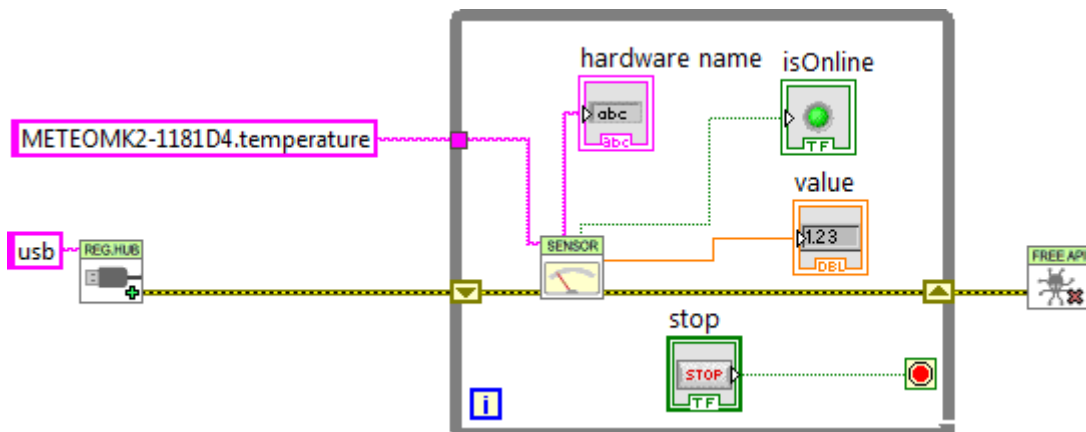 hardware name
isOnline
abc
abc
TF
METEOMK2-1181D4.temperature
value
1.23
DBL
usb
REG.HUB
SENSOR
FREE API
stop
STOP
TF
i